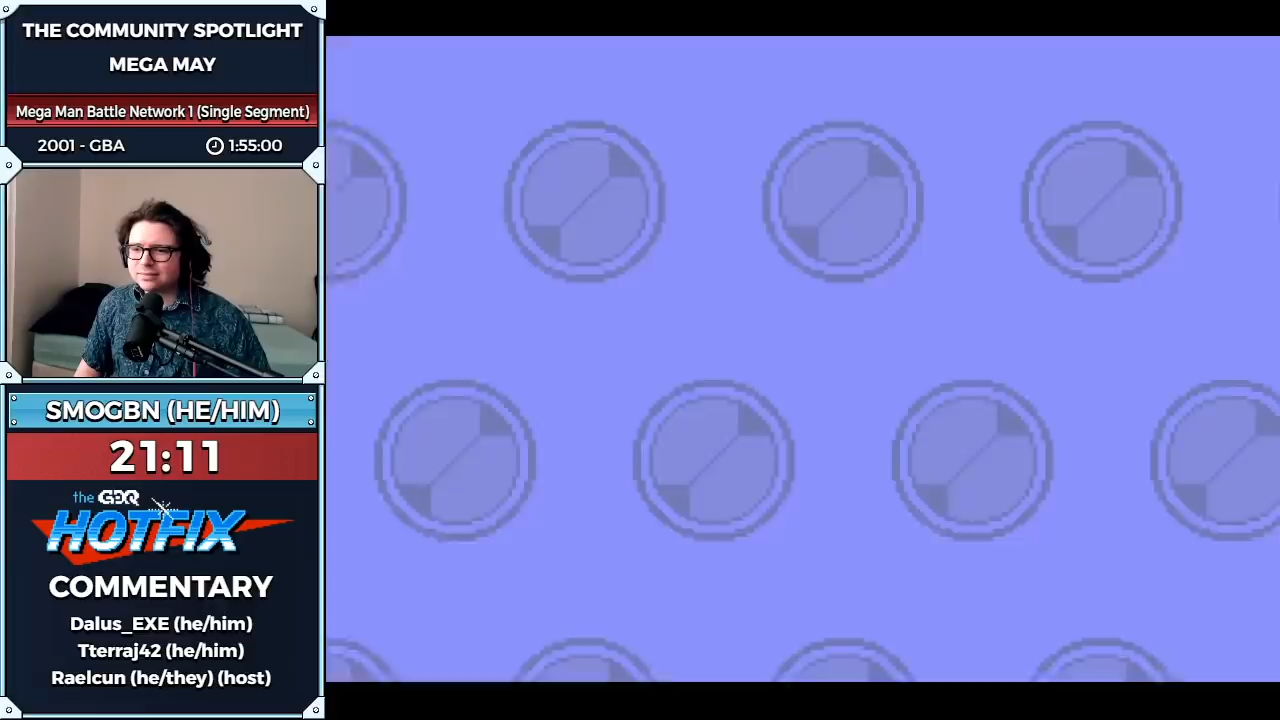 THE COMMUNITY SPOTLIGHT
MEGA MAY
Mega Man Battle Network 1 (Single Segment)
2001 - GBA 1:55:00
SMOGBN (HE/HIM)
21:11
the GDQ
HOTFIX
COMMENTARY
Dalus_EXE (he/him)
Tterraj42 (he/him)
Raelcun (he/they) (host)